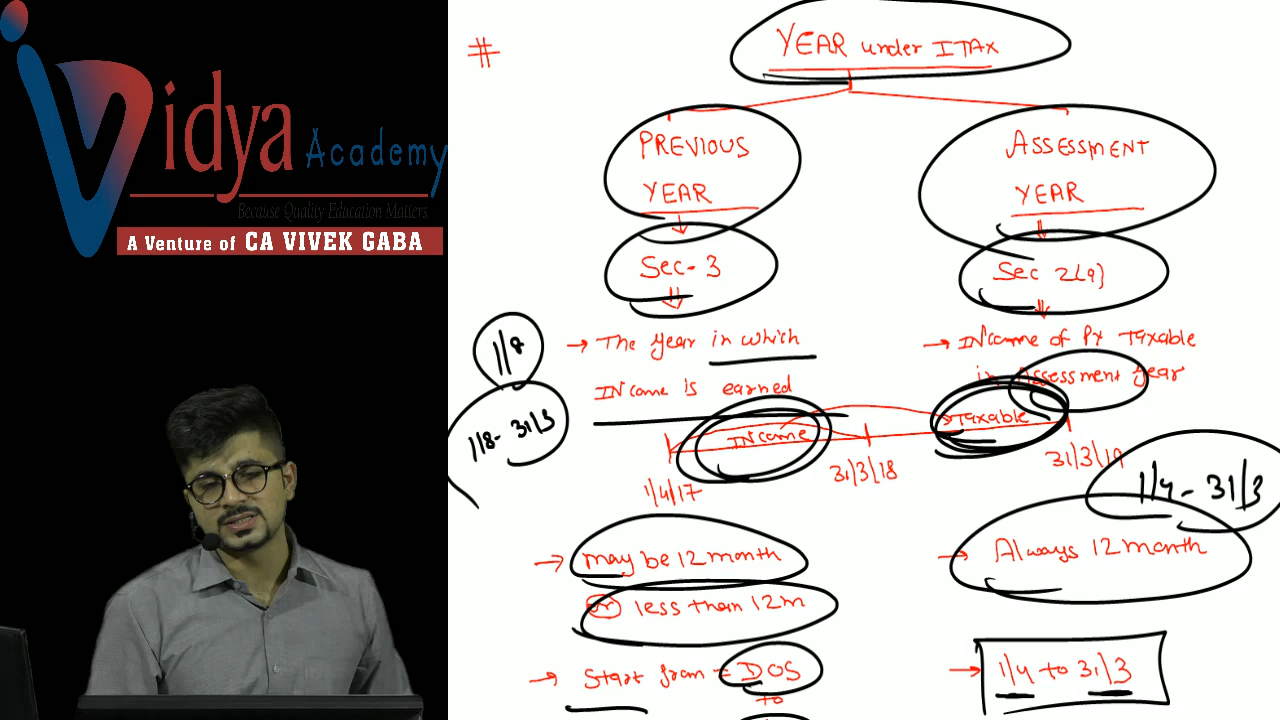 Vidya Academy
Because Quality Education Matters
A Venture of CA VIVEK GABA
# YEAR under ITAX
PREVIOUS
YEAR
Sec-3
→ The year in which
INcome is earned
INcome
1/4/17
31/3/18
1/8
1/8- 31/3
→ may be 12 month
(or) less than 12m
→ Start from = DOS
to
ASSESSMENT
YEAR
Sec 2(9)
→ INcome of PY Taxable
in Assessment year
Taxable
31/3/19
1/4 - 31/3
→ Always 12 month
→ 1/4 to 31/3